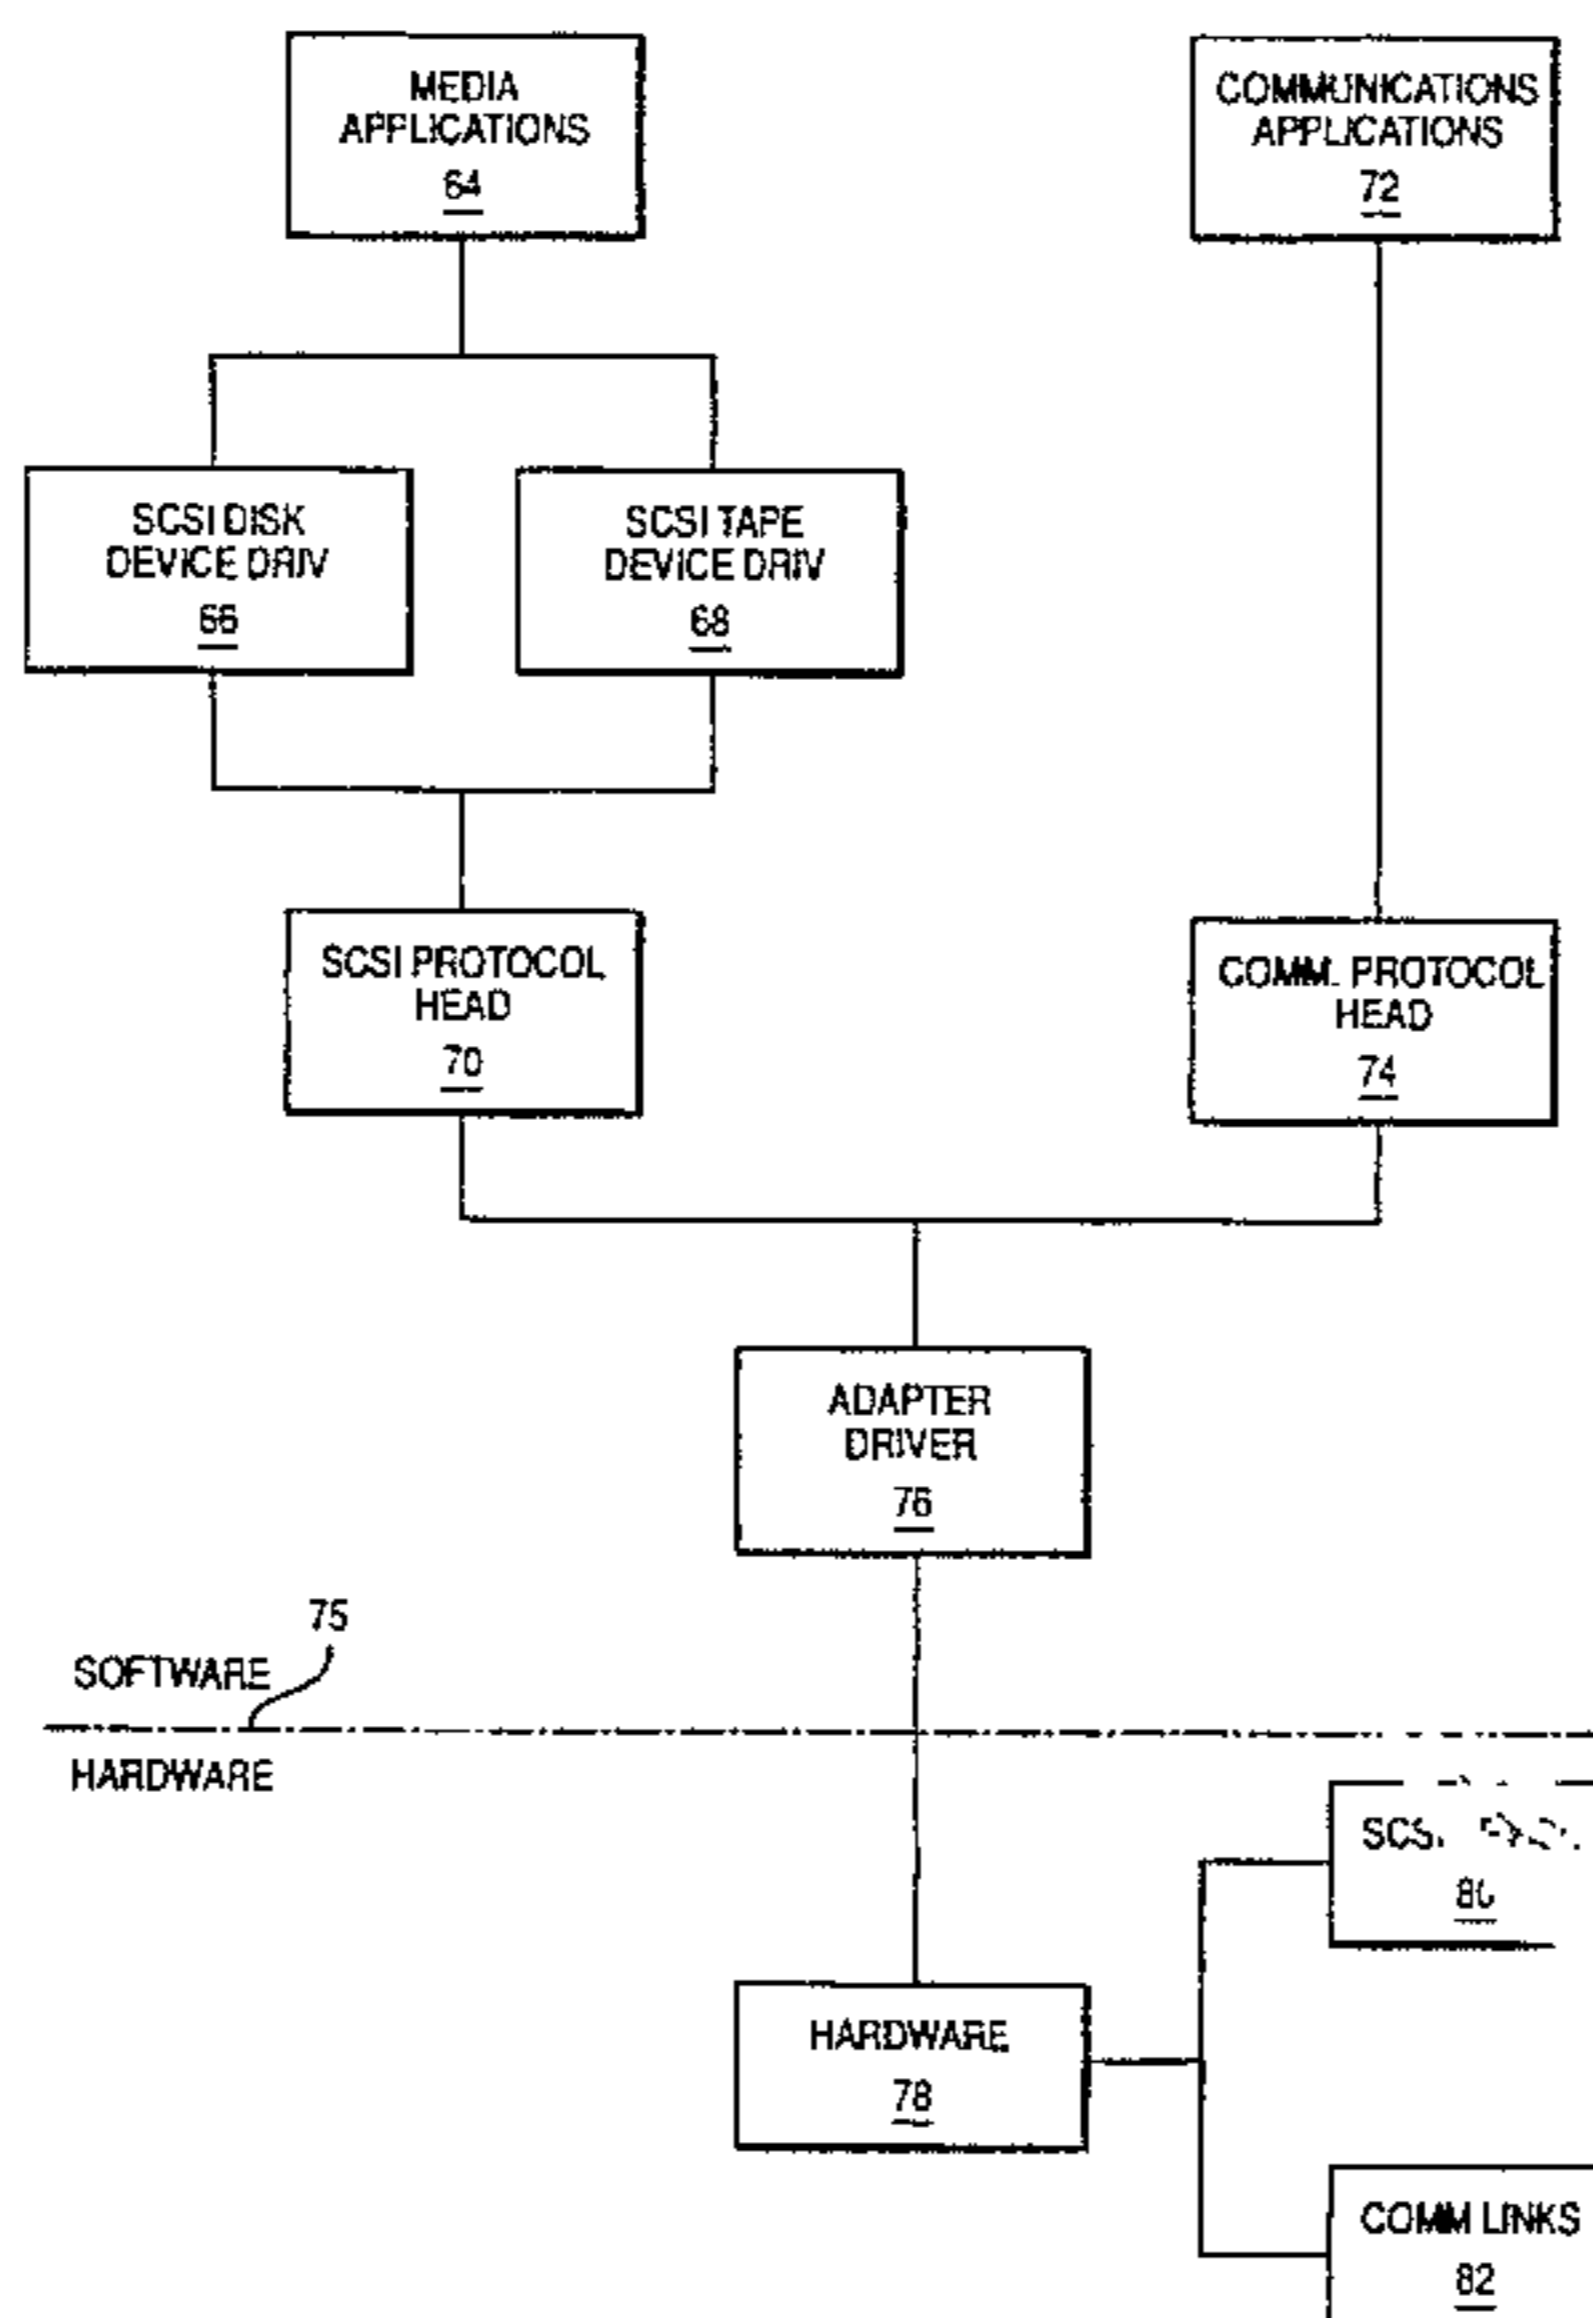 MEDIA
APPLICATIONS
64
COMMUNICATIONS
APPLICATIONS
72
SCSI DISK
DEVICE DRIV
66
SCSI TAPE
DEVICE DRIV
68
SCSI PROTOCOL
HEAD
70
COMM. PROTOCOL
HEAD
74
ADAPTER
DRIVER
76
75
SOFTWARE
HARDWARE
HARDWARE
78
COMM LINKS
82